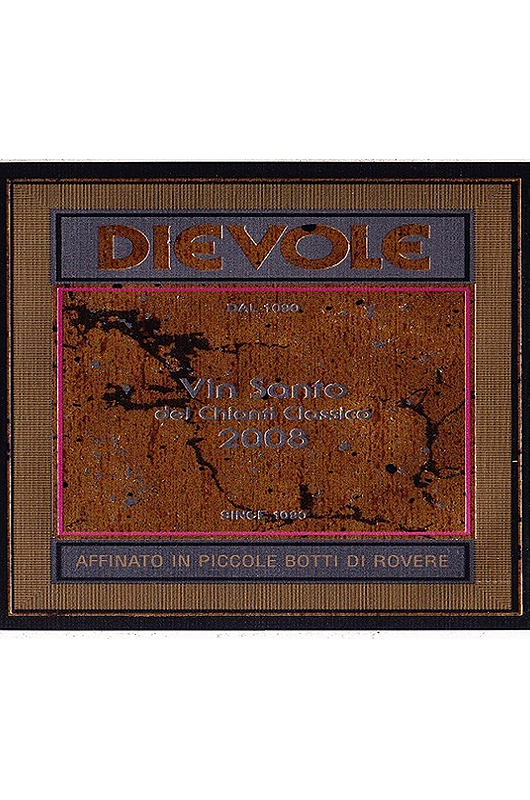 DIEVOLE
DAL 1090
Vin Santo
del Chianti Classico
2008
SINCE 1090
AFFINATO IN PICCOLE BOTTI DI ROVERE